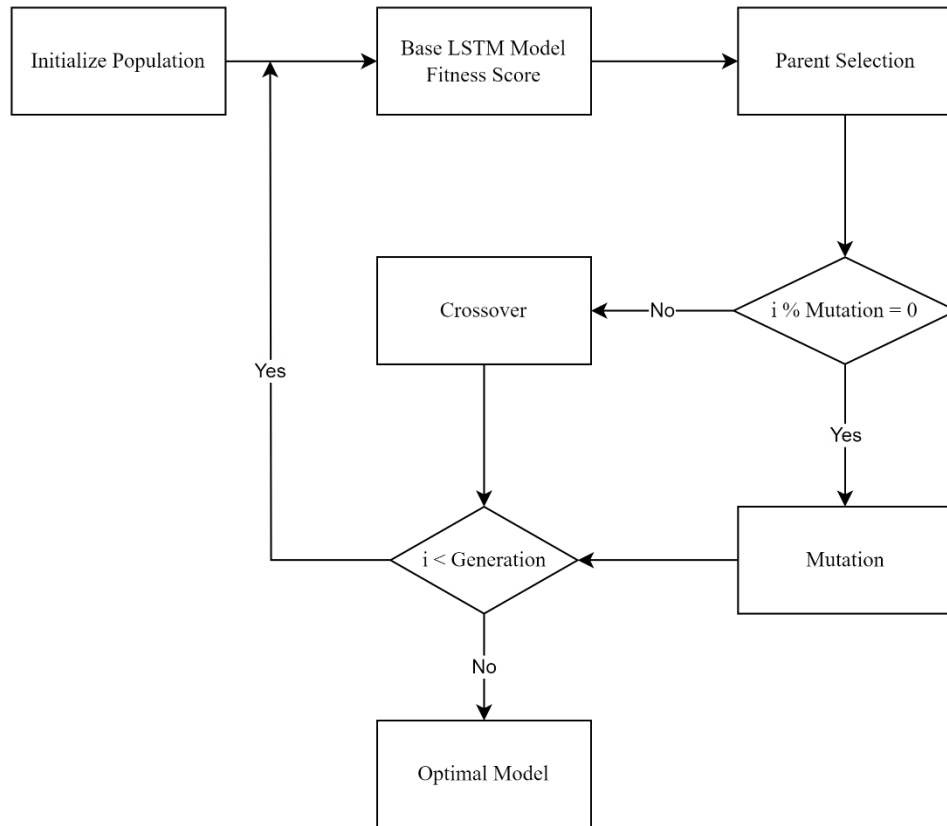 Initialize Population
Base LSTM Model
Fitness Score
Parent Selection
Crossover
No
i % Mutation = 0
Yes
Yes
i < Generation
Mutation
No
Optimal Model